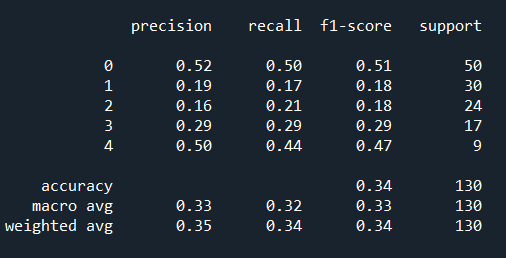 precision recall f1-score support
0 0.52 0.50 0.51 50
1 0.19 0.17 0.18 30
2 0.16 0.21 0.18 24
3 0.29 0.29 0.29 17
4 0.50 0.44 0.47 9
accuracy 0.34 130
macro avg 0.33 0.32 0.33 130
weighted avg 0.35 0.34 0.34 130